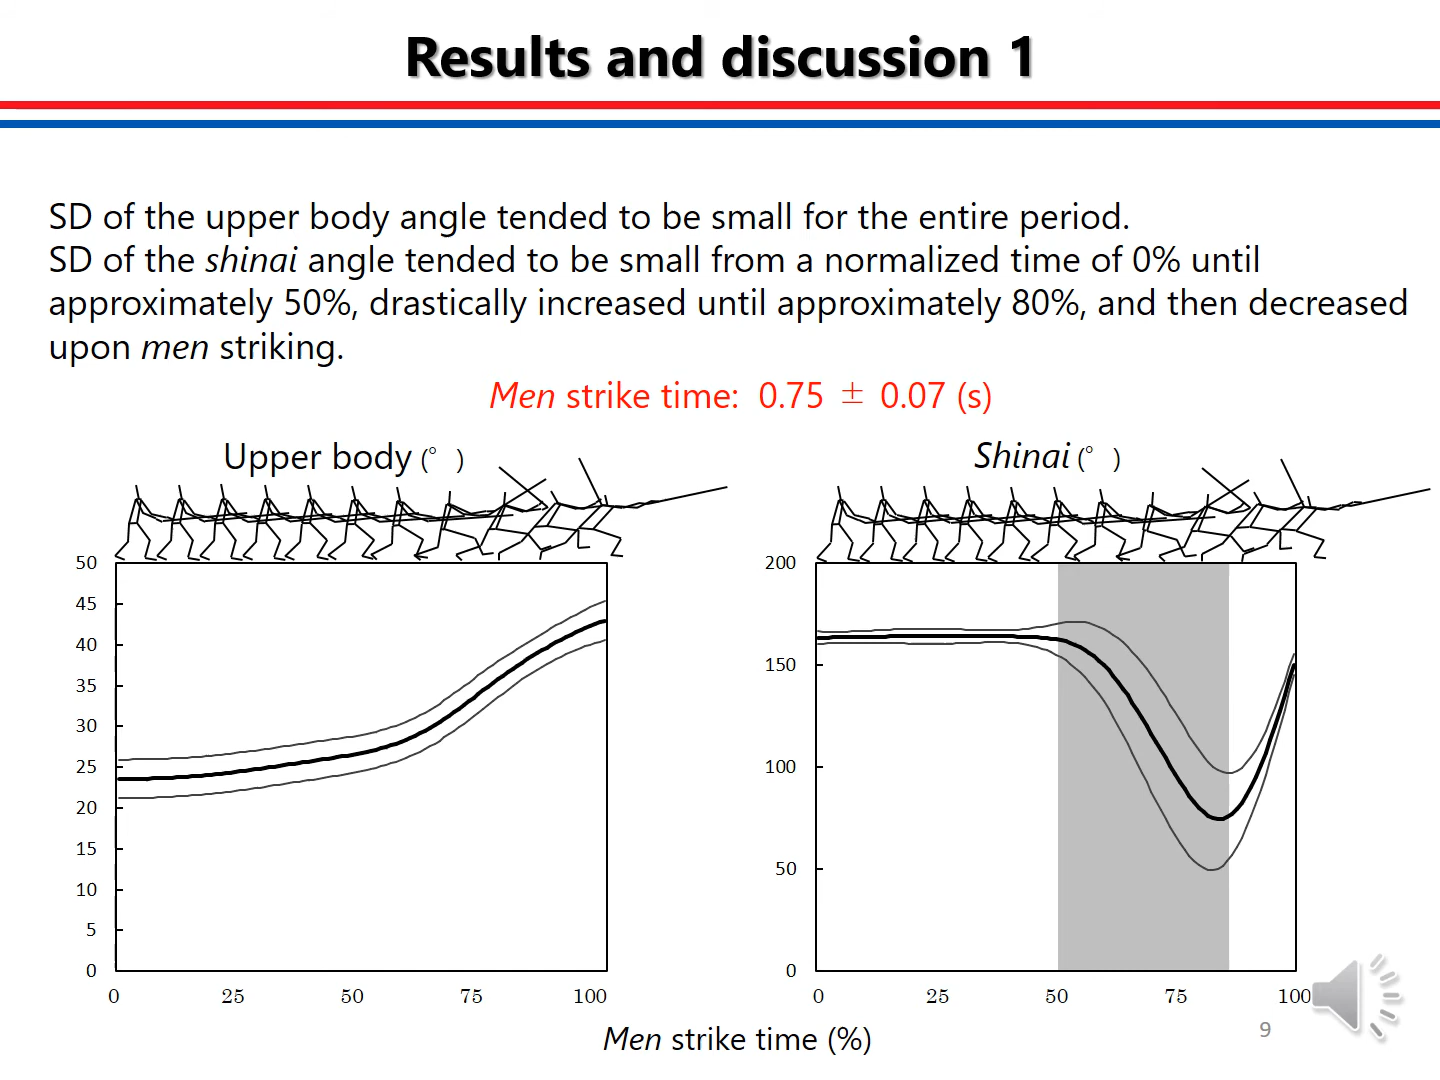 Results and discussion 1
SD of the upper body angle tended to be small for the entire period.
SD of the shinai angle tended to be small from a normalized time of 0% until
approximately 50%, drastically increased until approximately 80%, and then decreased
upon men striking.
Men strike time: 0.75 ± 0.07 (s)
Upper body (° )
50
45
40
35
30
25
20
15
10
5
0
0 25 50 75 100
Shinai (° )
200
150
100
50
0
0 25 50 75 100
Men strike time (%)
9